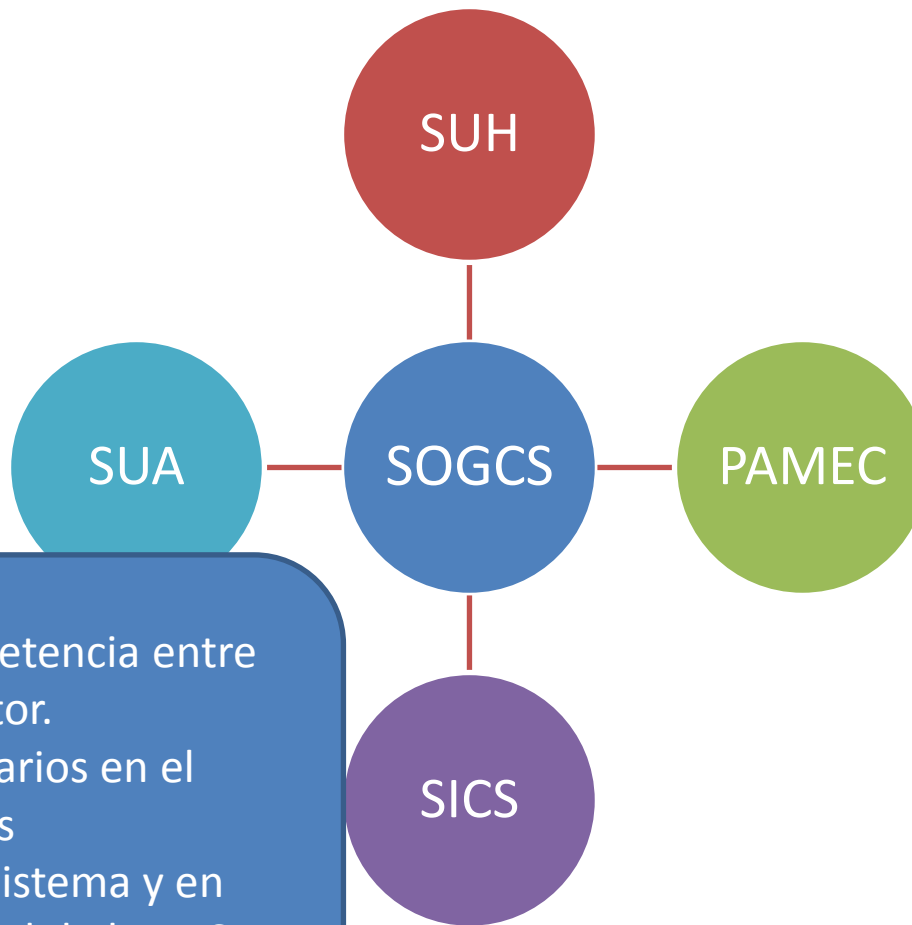 SUH
SUA
SOGCS
PAMEC
etencia entre
tor.
arios en el
s
istema y en
SICS